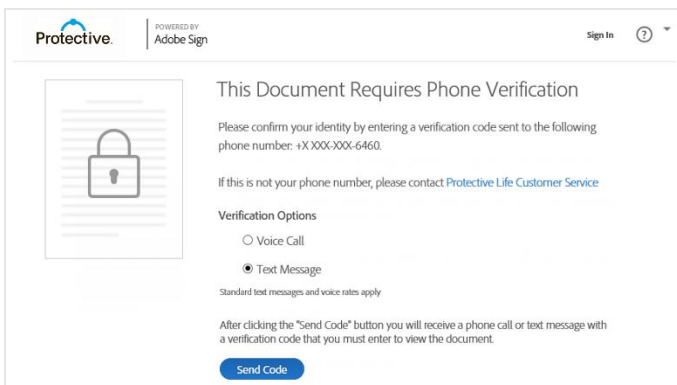 Protective.
POWERED BY
Adobe Sign
Sign In
?
This Document Requires Phone Verification
Please confirm your identity by entering a verification code sent to the following
phone number: +X XXX-XXX-6460.
If this is not your phone number, please contact Protective Life Customer Service
Verification Options
Voice Call
Text Message
Standard text messages and voice rates apply
After clicking the "Send Code" button you will receive a phone call or text message with
a verification code that you must enter to view the document.
Send Code